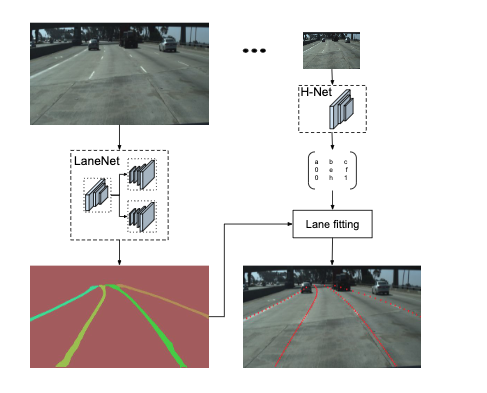 H-Net
LaneNet
a b c
0 e f
0 h 1
Lane fitting